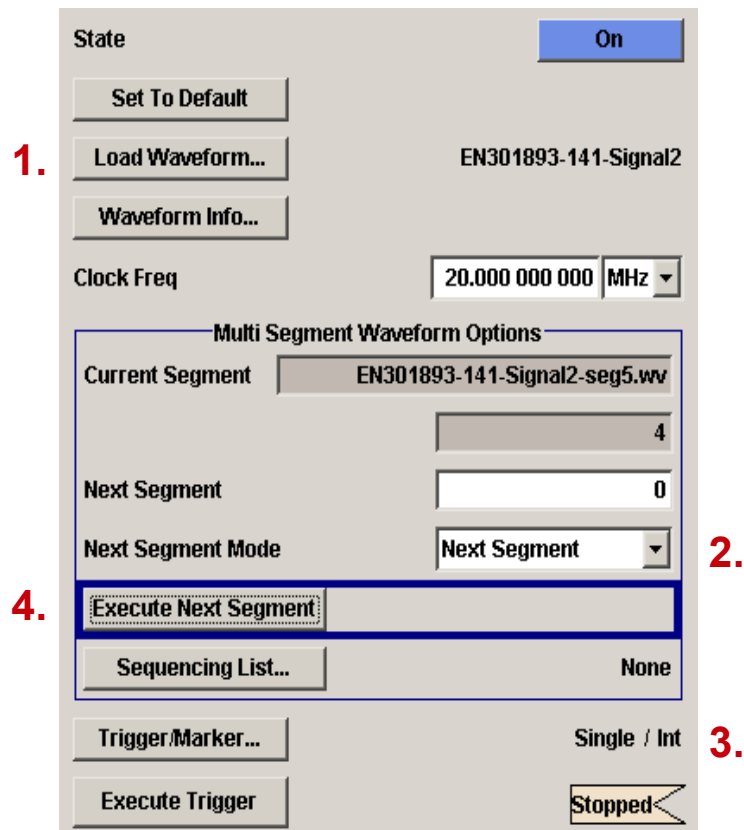 State On
Set To Default
1. Load Waveform... EN301893-141-Signal2
Waveform Info...
Clock Freq 20.000 000 000 MHz
Multi Segment Waveform Options
Current Segment EN301893-141-Signal2-seg5.wv
4
Next Segment 0
Next Segment Mode Next Segment 2.
4. Execute Next Segment
Sequencing List... None
Trigger/Marker... Single / Int 3.
Execute Trigger Stopped